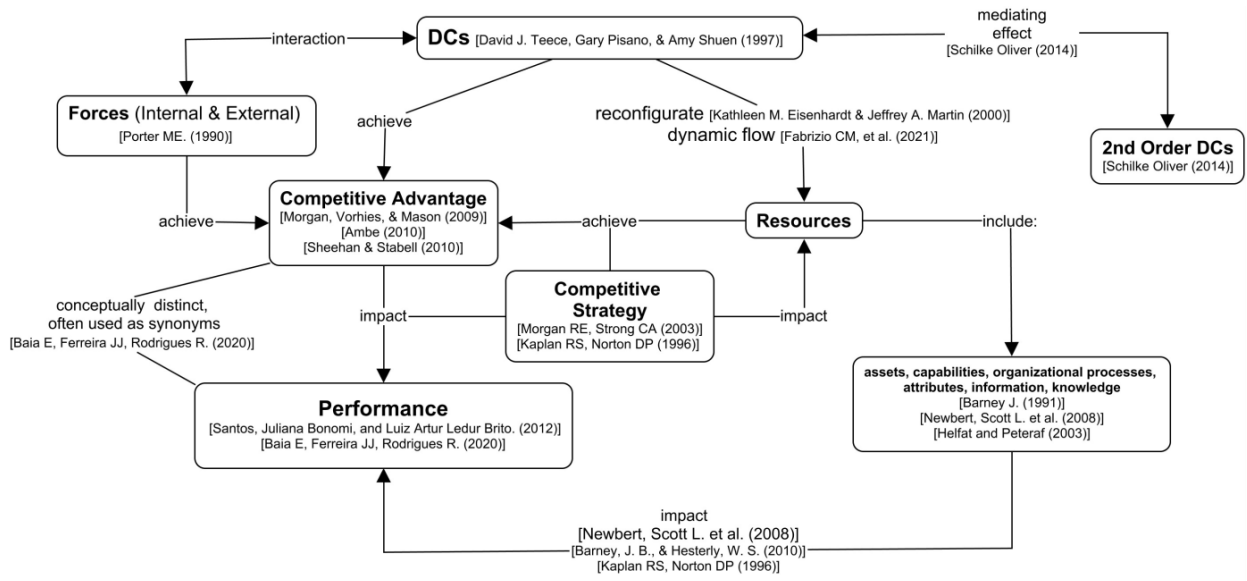 mediating
effect
[Schilke Oliver (2014)]
interaction
DCs [David J. Teece, Gary Pisano, & Amy Shuen (1997)]
Forces (Internal & External)
[Porter ME. (1990)]
achieve
reconfigurate [Kathleen M. Eisenhardt & Jeffrey A. Martin (2000)]
dynamic flow [Fabrizio CM, et al. (2021)]
2nd Order DCs
[Schilke Oliver (2014)]
achieve
Competitive Advantage
[Morgan, Vorhies, & Mason (2009)]
[Ambe (2010)]
[Sheehan & Stabell (2010)]
achieve
Resources
include:
conceptually distinct,
often used as synonyms
[Baia E, Ferreira JJ, Rodrigues R. (2020)]
impact
Competitive
Strategy
[Morgan RE, Strong CA (2003)]
[Kaplan RS, Norton DP (1996)]
impact
assets, capabilities, organizational processes,
attributes, information, knowledge
[Barney J. (1991)]
[Newbert, Scott L. et al. (2008)]
[Helfat and Peteraf (2003)]
Performance
[Santos, Juliana Bonomi, and Luiz Artur Ledur Brito. (2012)]
[Baia E, Ferreira JJ, Rodrigues R. (2020)]
impact
[Newbert, Scott L. et al. (2008)]
[Barney, J. B., & Hesterly, W. S. (2010)]
[Kaplan RS, Norton DP (1996)]